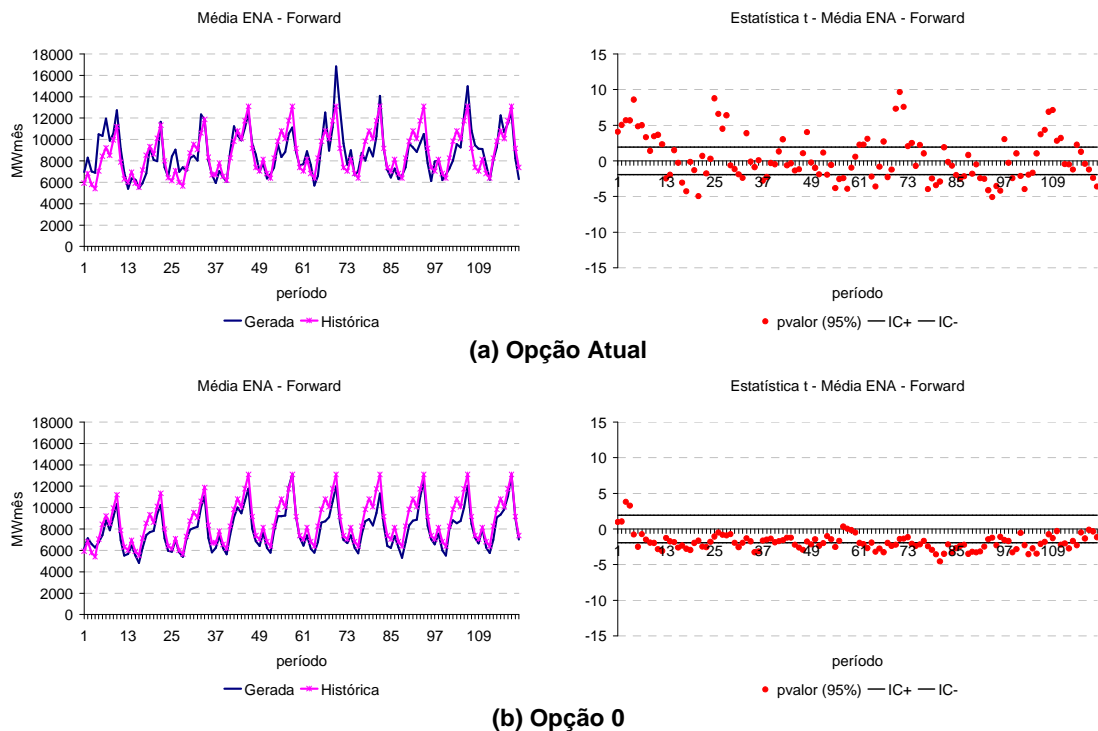 Média ENA - Forward
18000
16000
14000
12000
10000
8000
6000
4000
2000
0
MWmês
1 13 25 37 49 61 73 85 97 109
período
Gerada Histórica
Estatística t - Média ENA - Forward
15
10
5
0
-5
-10
-15
1 13 25 37 49 61 73 85 97 109
período
pvalor (95%) IC+ IC-
(a) Opção Atual
Média ENA - Forward
18000
16000
14000
12000
10000
8000
6000
4000
2000
0
MWmês
1 13 25 37 49 61 73 85 97 109
período
Gerada Histórica
Estatística t - Média ENA - Forward
15
10
5
0
-5
-10
-15
1 13 25 37 49 61 73 85 97 109
período
pvalor (95%) IC+ IC-
(b) Opção 0